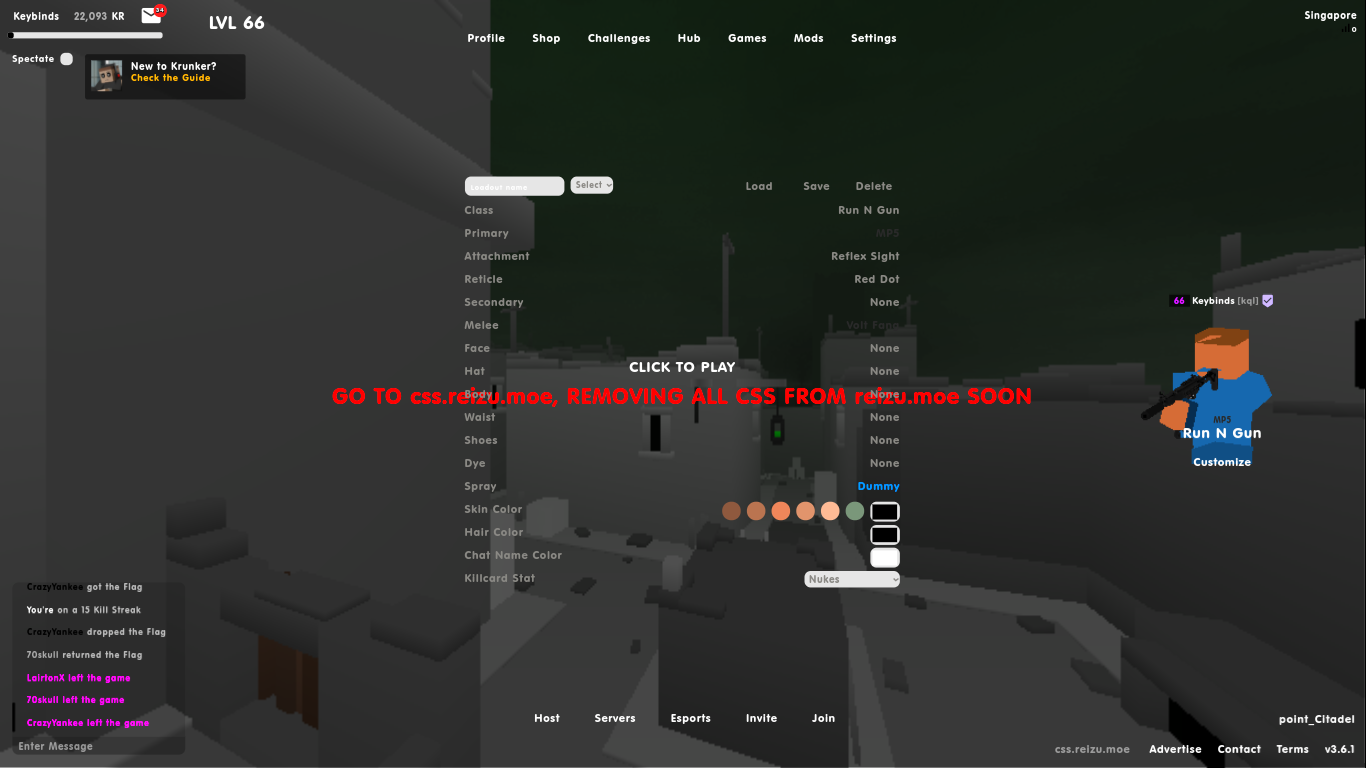 Keybinds 22,093 KR 34
LVL 66
Singapore
0
Profile Shop Challenges Hub Games Mods Settings
Spectate
New to Krunker?
Check the Guide
Loadout name Select Load Save Delete
Class Run N Gun
Primary MP5
Attachment Reflex Sight
Reticle Red Dot
Secondary None
Melee Volt Fang
Face None
Hat None
CLICK TO PLAY
Body None
GO TO css.reizu.moe, REMOVING ALL CSS FROM reizu.moe SOON
Waist None
Shoes None
Dye None
Spray Dummy
Skin Color
Hair Color
Chat Name Color
Killcard Stat Nukes
66 Keybinds [kql]
MP5
Run N Gun
Customize
CrazyYankee got the Flag
You're on a 15 Kill Streak
CrazyYankee dropped the Flag
70skull returned the Flag
LairtonX left the game
70skull left the game
CrazyYankee left the game
Enter Message
Host Servers Esports Invite Join
point_Citadel
css.reizu.moe Advertise Contact Terms v3.6.1